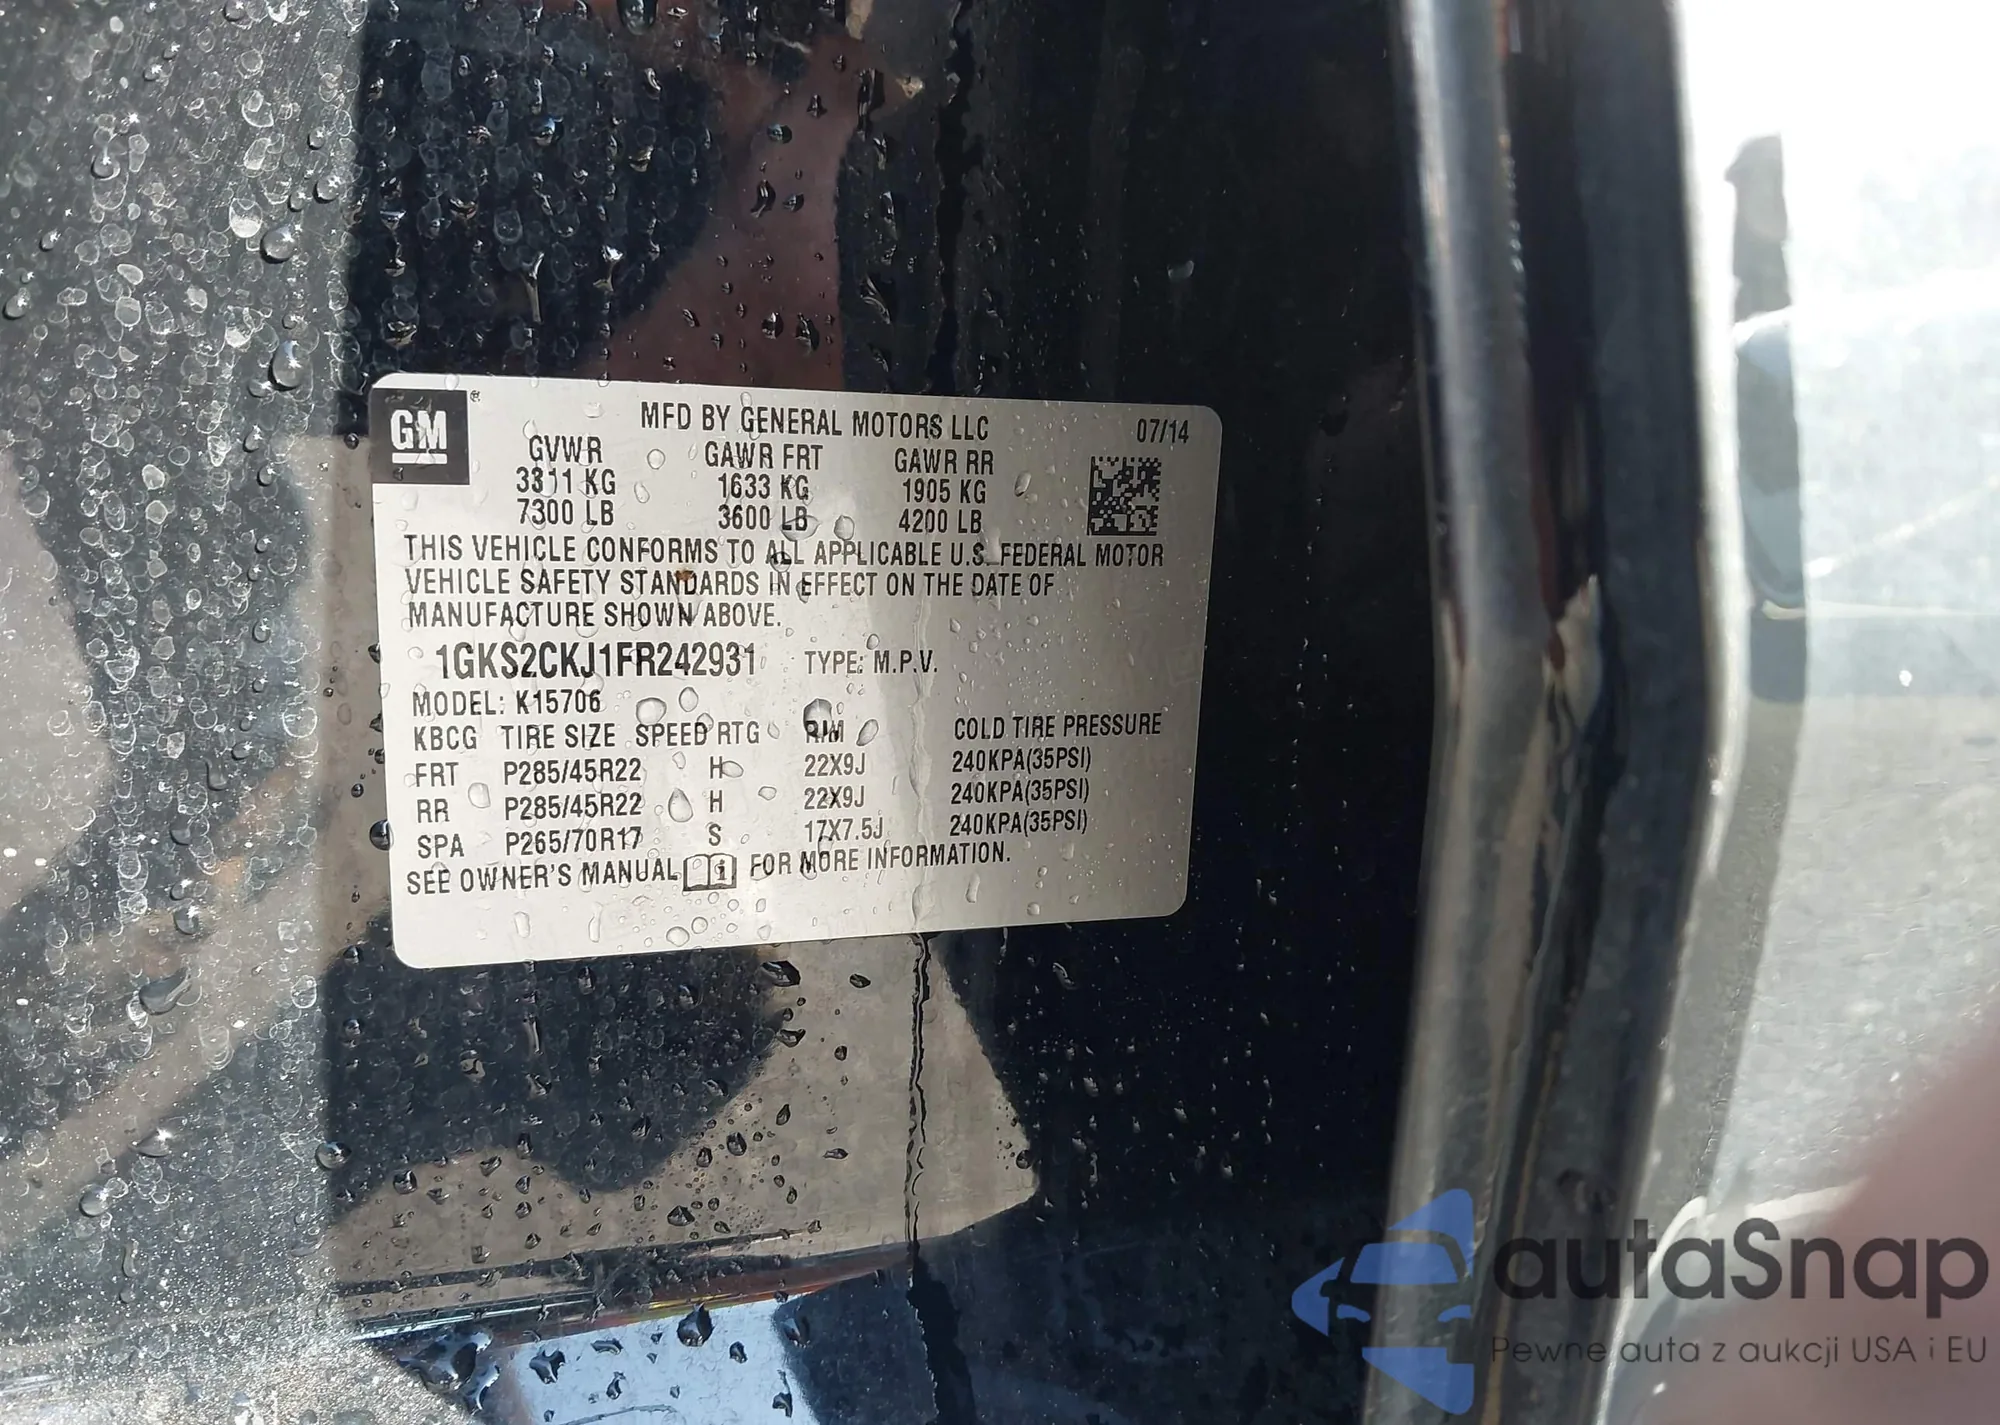 GM ®
MFD BY GENERAL MOTORS LLC 07/14
GVWR GAWR FRT GAWR RR
3311 KG 1633 KG 1905 KG
7300 LB 3600 LB 4200 LB
THIS VEHICLE CONFORMS TO ALL APPLICABLE U.S. FEDERAL MOTOR
VEHICLE SAFETY STANDARDS IN EFFECT ON THE DATE OF
MANUFACTURE SHOWN ABOVE.
1GKS2CKJ1FR242931 TYPE: M.P.V.
MODEL: K15706
KBCG TIRE SIZE SPEED RTG RIM COLD TIRE PRESSURE
FRT P285/45R22 H 22X9J 240KPA(35PSI)
RR P285/45R22 H 22X9J 240KPA(35PSI)
SPA P265/70R17 S 17X7.5J 240KPA(35PSI)
SEE OWNER'S MANUAL i FOR MORE INFORMATION.
autaSnap
Pewne auta z aukcji USA i EU